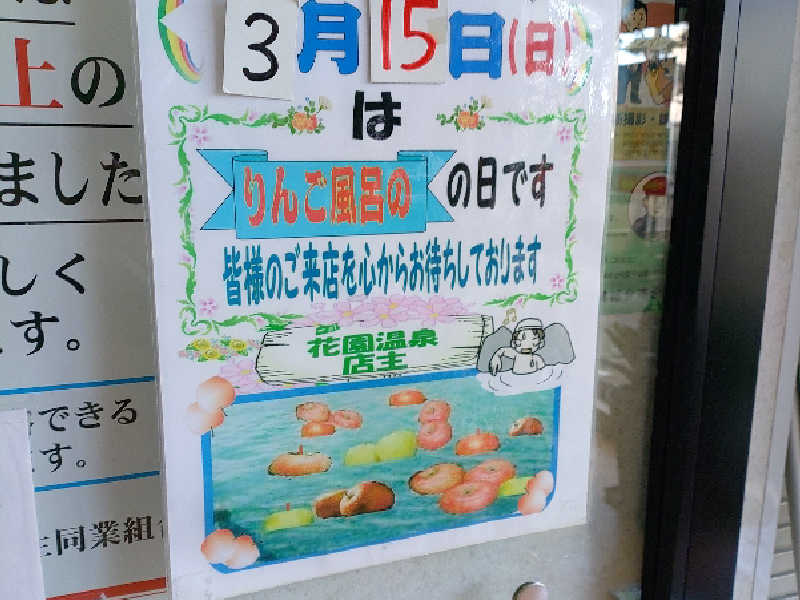 3月15日(日)
は
りんご風呂の の日です
皆様のご来店を心からお待ちしております
花園温泉
店主
上の
ました
しく
す。
できる
す。
同業組合